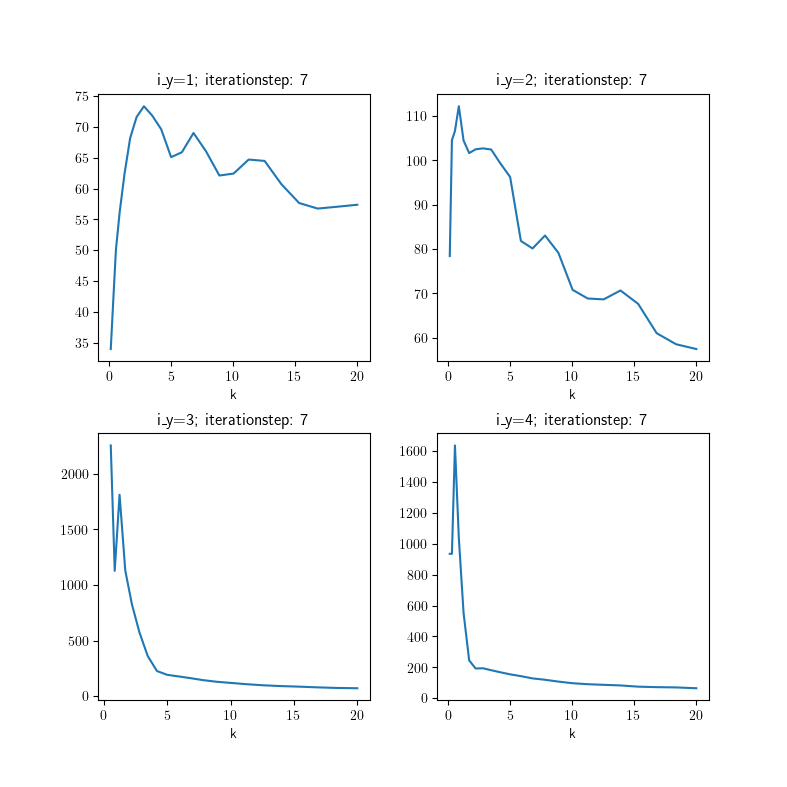 i_y=1; iterationstep: 7
75
70
65
60
55
50
45
40
35
0 5 10 15 20
k
i_y=2; iterationstep: 7
110
100
90
80
70
60
0 5 10 15 20
k
i_y=3; iterationstep: 7
2000
1500
1000
500
0
0 5 10 15 20
k
i_y=4; iterationstep: 7
1600
1400
1200
1000
800
600
400
200
0
0 5 10 15 20
k